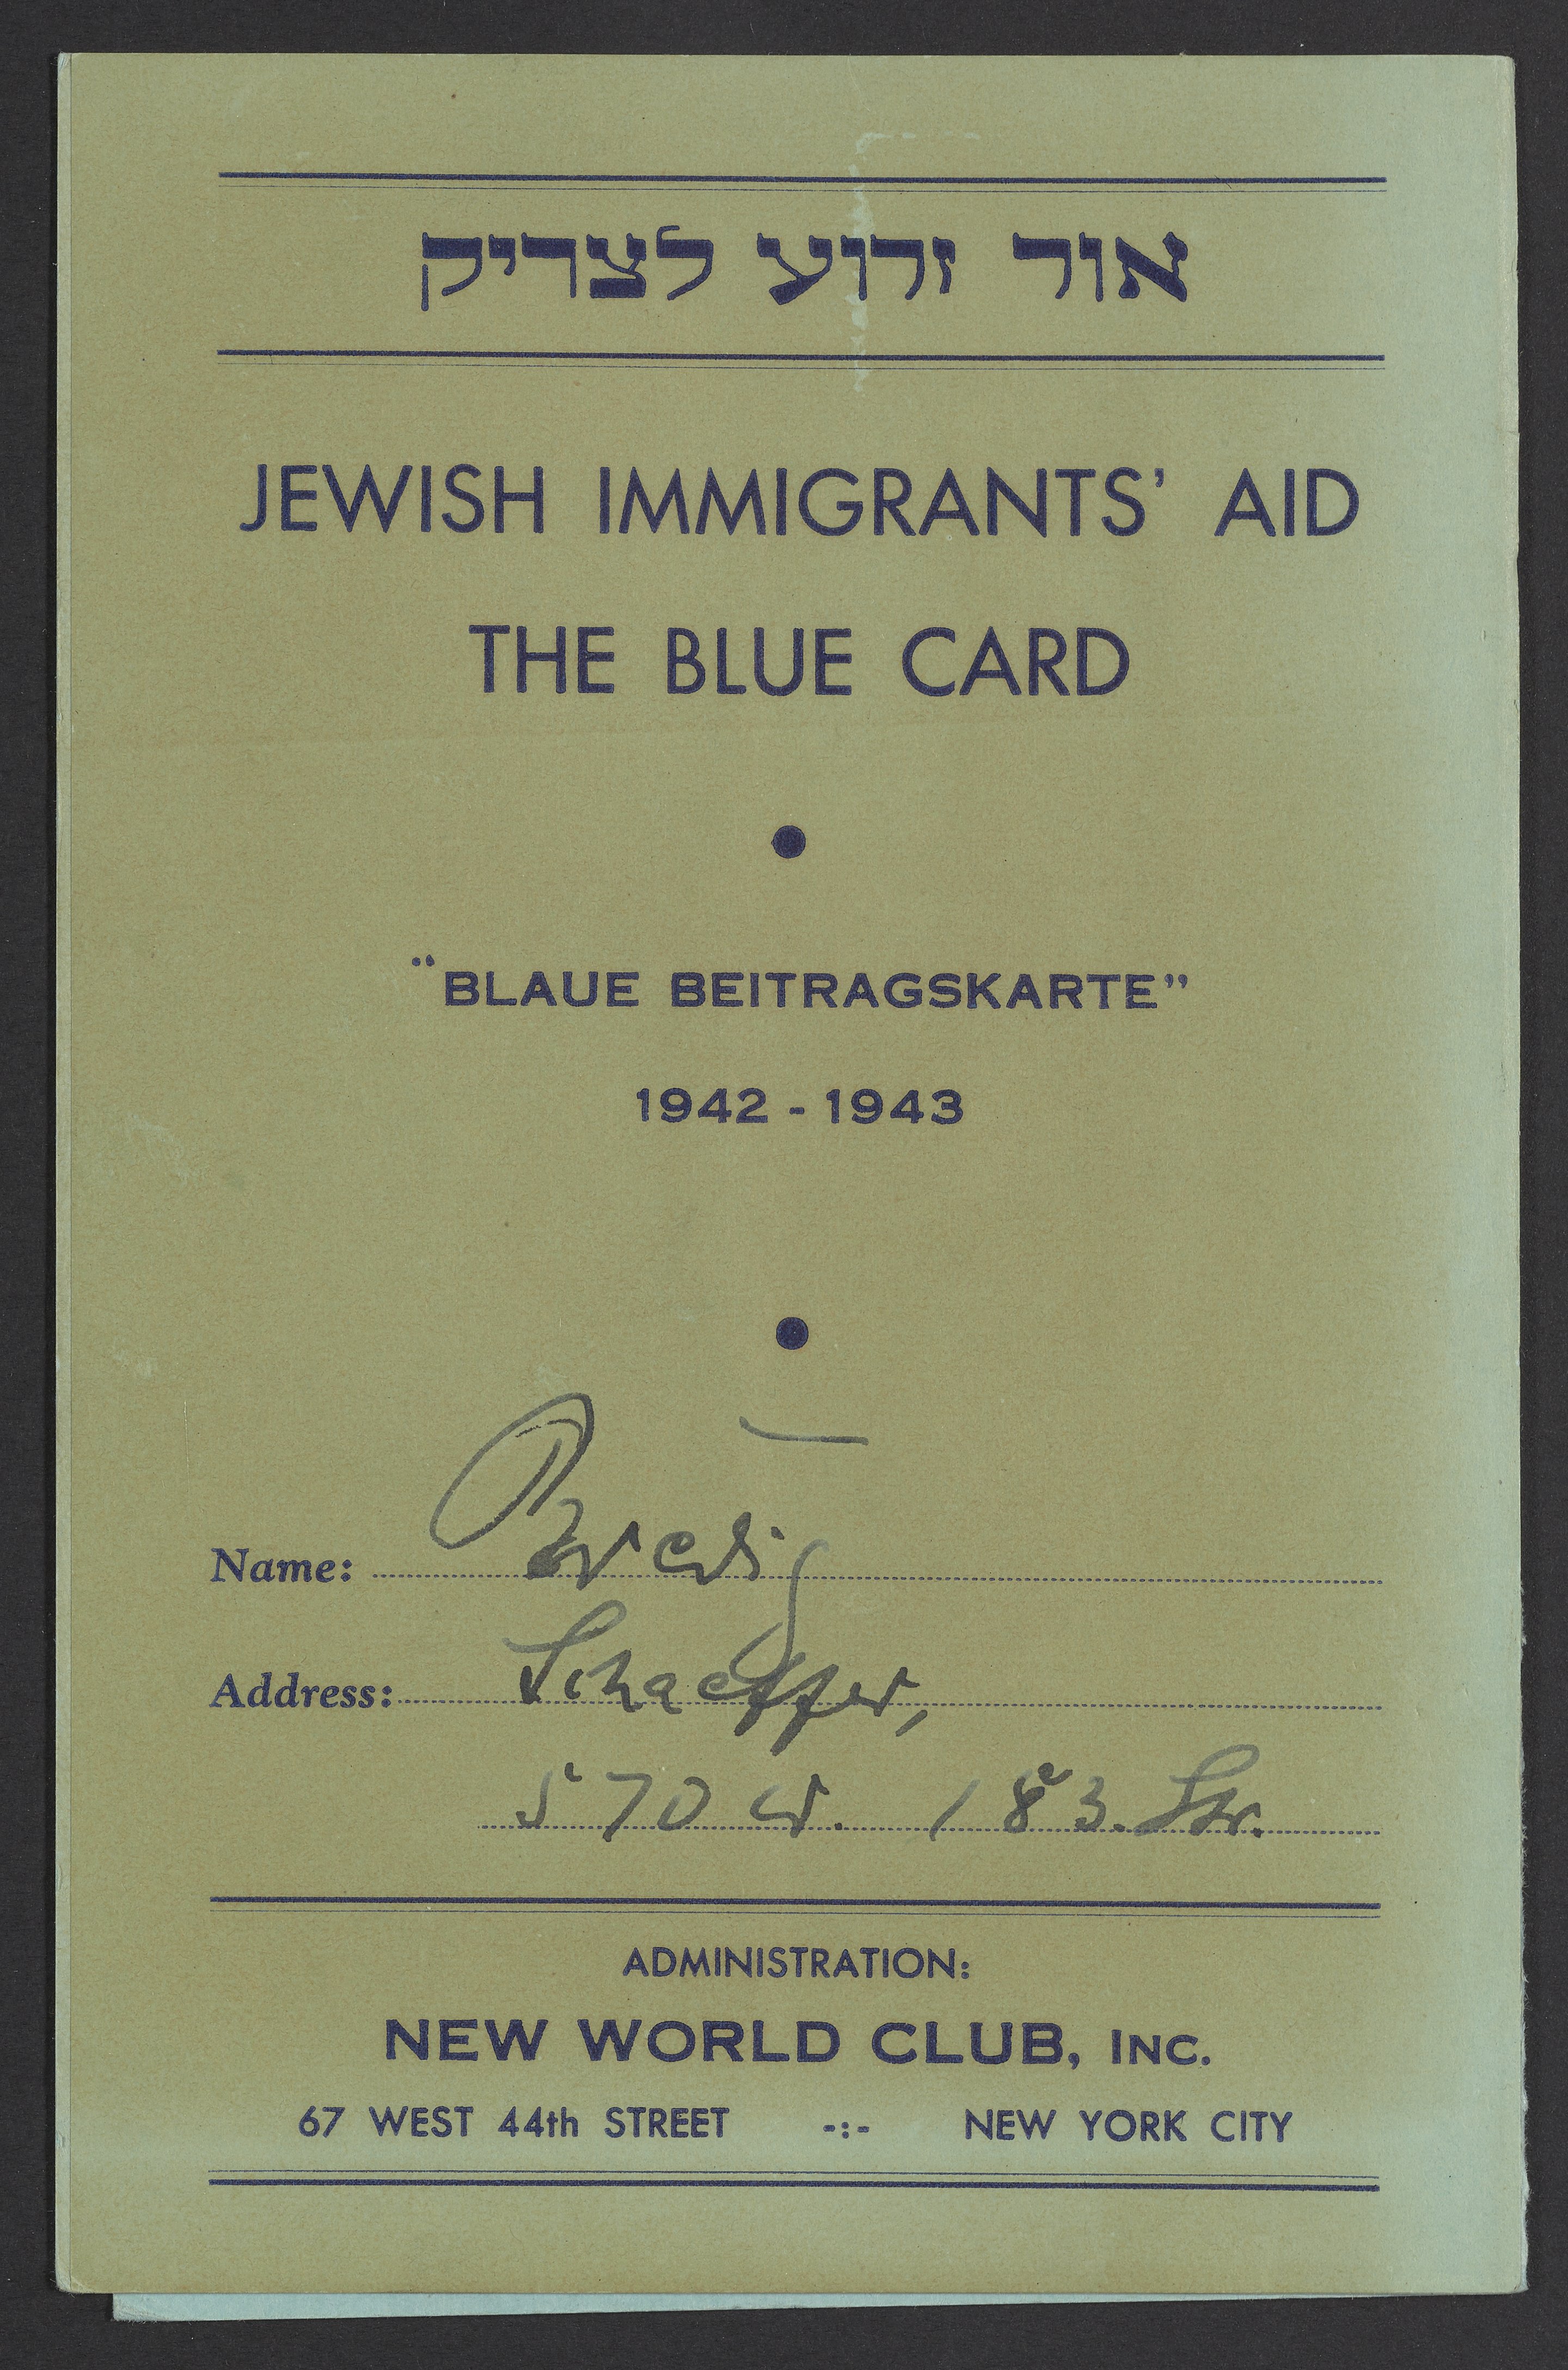 אור זרוע לצדיק
JEWISH IMMIGRANTS' AID
THE BLUE CARD
"BLAUE BEITRAGSKARTE"
1942 - 1943
Name:
Address: Schaeffer,
570 W. 183. Str.
ADMINISTRATION:
NEW WORLD CLUB, INC.
67 WEST 44th STREET -:- NEW YORK CITY